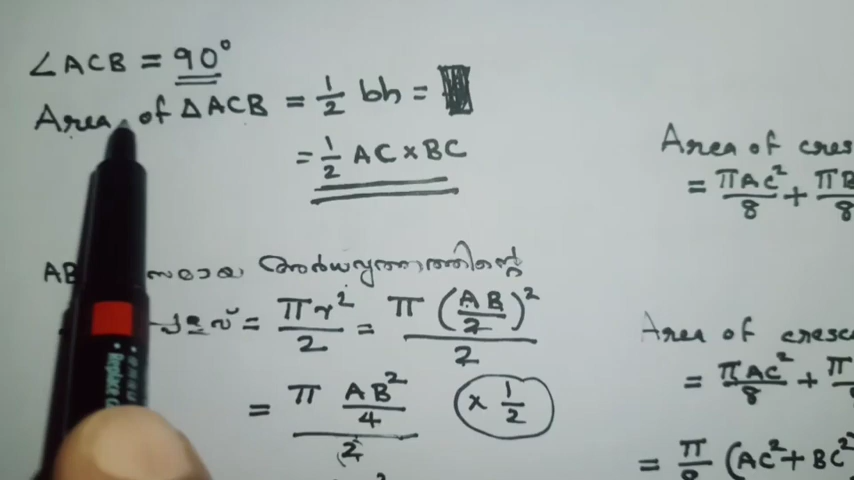 ∠ACB = 90°
Area of ΔACB = 1/2 bh =
= 1/2 AC × BC
AB അർധവൃത്തത്തിന്റെ
= πr²/2 = π(AB/2)²/2
= π AB²/4 / 2 × 1/2
Area of cres
= πAC²/8 + πB/8
Area of cresc
= πAC²/8 + π
= π/8 (AC² + BC²
Replace